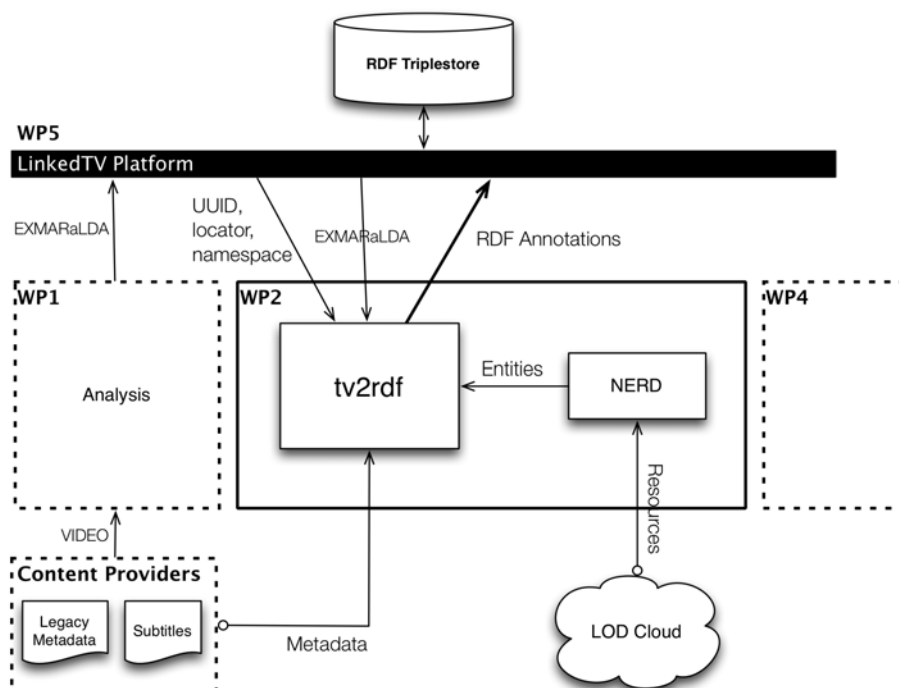 RDF Triplestore
WP5
LinkedTV Platform
EXMARaLDA
UUID,
locator,
namespace
EXMARaLDA
RDF Annotations
WP1
WP2
WP4
Analysis
tv2rdf
Entities
NERD
Resources
VIDEO
Content Providers
Legacy
Metadata
Subtitles
Metadata
LOD Cloud